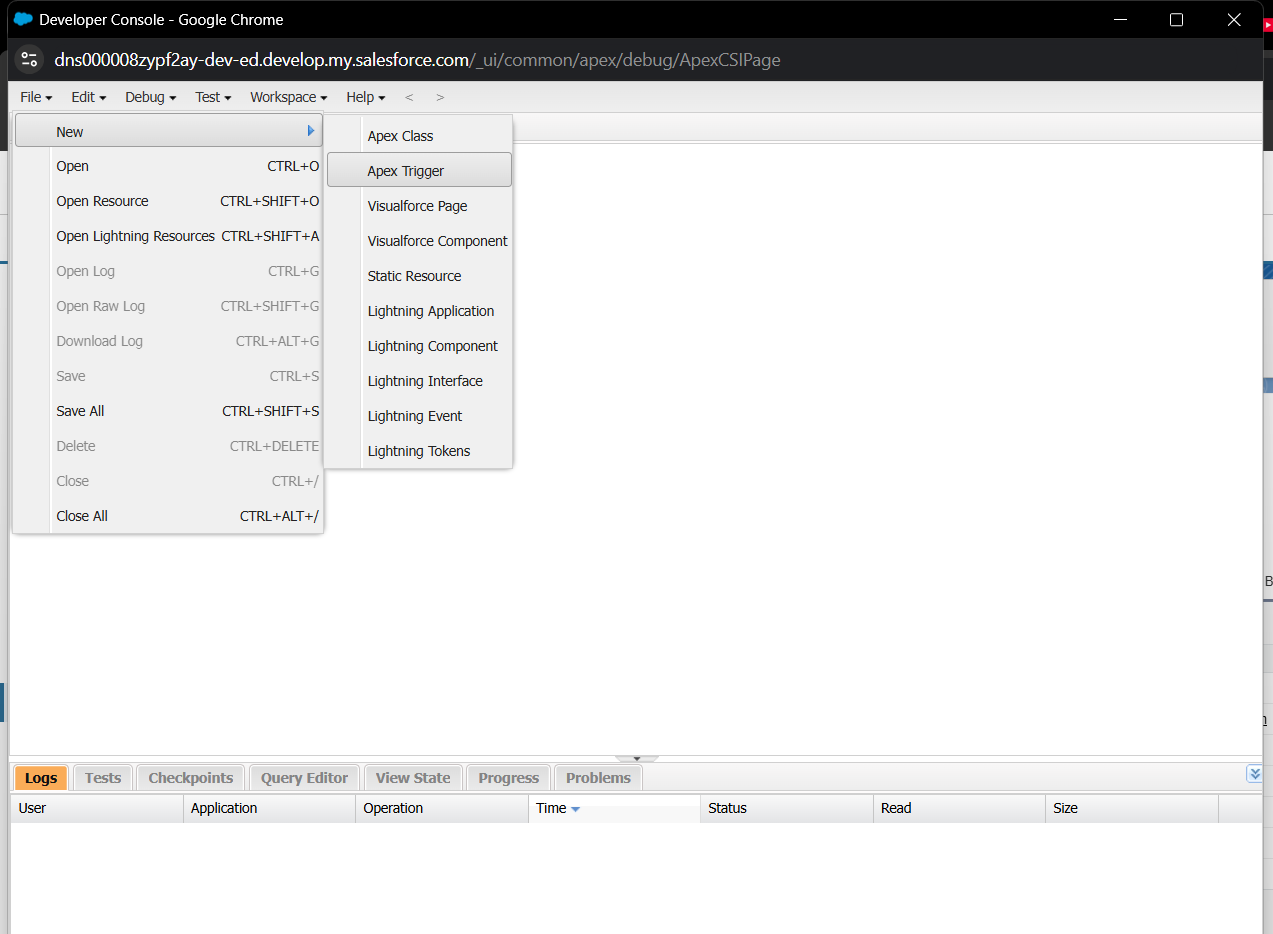 Developer Console - Google Chrome
dns000008zypf2ay-dev-ed.develop.my.salesforce.com/_ui/common/apex/debug/ApexCSIPage
File Edit Debug Test Workspace Help < >
New
Open CTRL+O
Open Resource CTRL+SHIFT+O
Open Lightning Resources CTRL+SHIFT+A
Open Log CTRL+G
Open Raw Log CTRL+SHIFT+G
Download Log CTRL+ALT+G
Save CTRL+S
Save All CTRL+SHIFT+S
Delete CTRL+DELETE
Close CTRL+/
Close All CTRL+ALT+/
Apex Class
Apex Trigger
Visualforce Page
Visualforce Component
Static Resource
Lightning Application
Lightning Component
Lightning Interface
Lightning Event
Lightning Tokens
Logs Tests Checkpoints Query Editor View State Progress Problems
User Application Operation Time Status Read Size